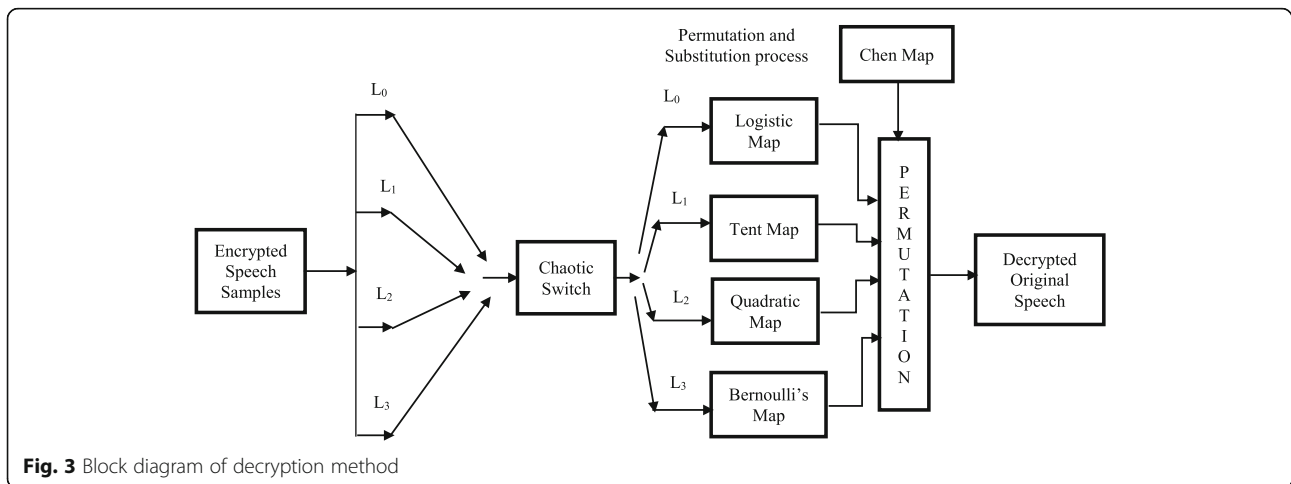 Permutation and
Substitution process
Chen Map
L₀
L₁
L₂
L₃
Encrypted
Speech
Samples
Chaotic
Switch
L₀
L₁
L₂
L₃
Logistic
Map
Tent Map
Quadratic
Map
Bernoulli's
Map
P
E
R
M
U
T
A
T
I
O
N
Decrypted
Original
Speech
Fig. 3 Block diagram of decryption method